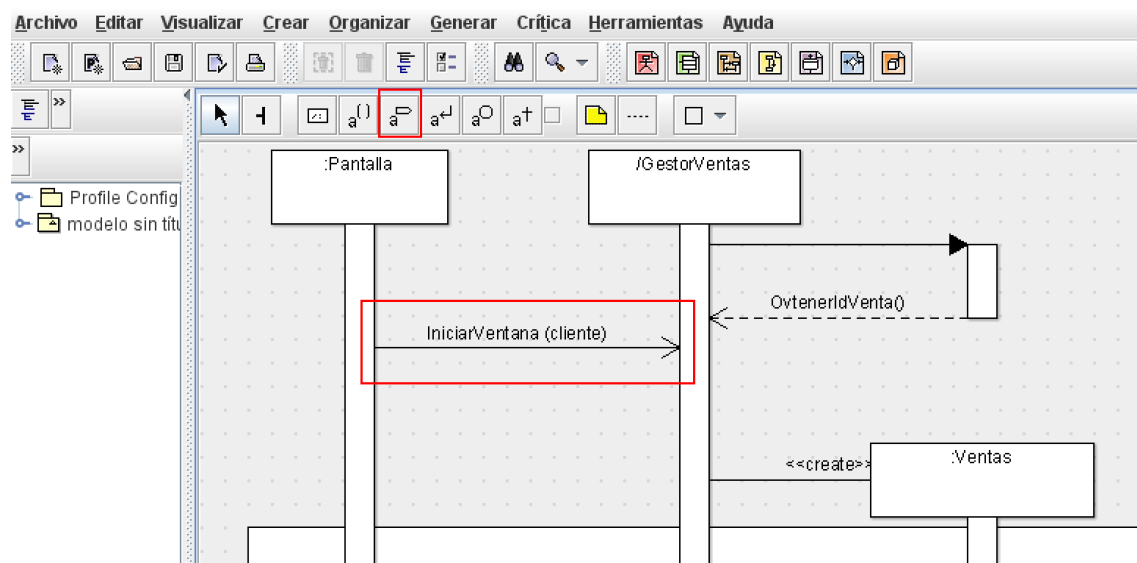 Archivo Editar Visualizar Crear Organizar Generar Crítica Herramientas Ayuda
»
a() a a↵ a a†
»
:Pantalla /GestorVentas
Profile Config
modelo sin títu
OvtenerIdVenta()
IniciarVentana (cliente)
<<create>> :Ventas